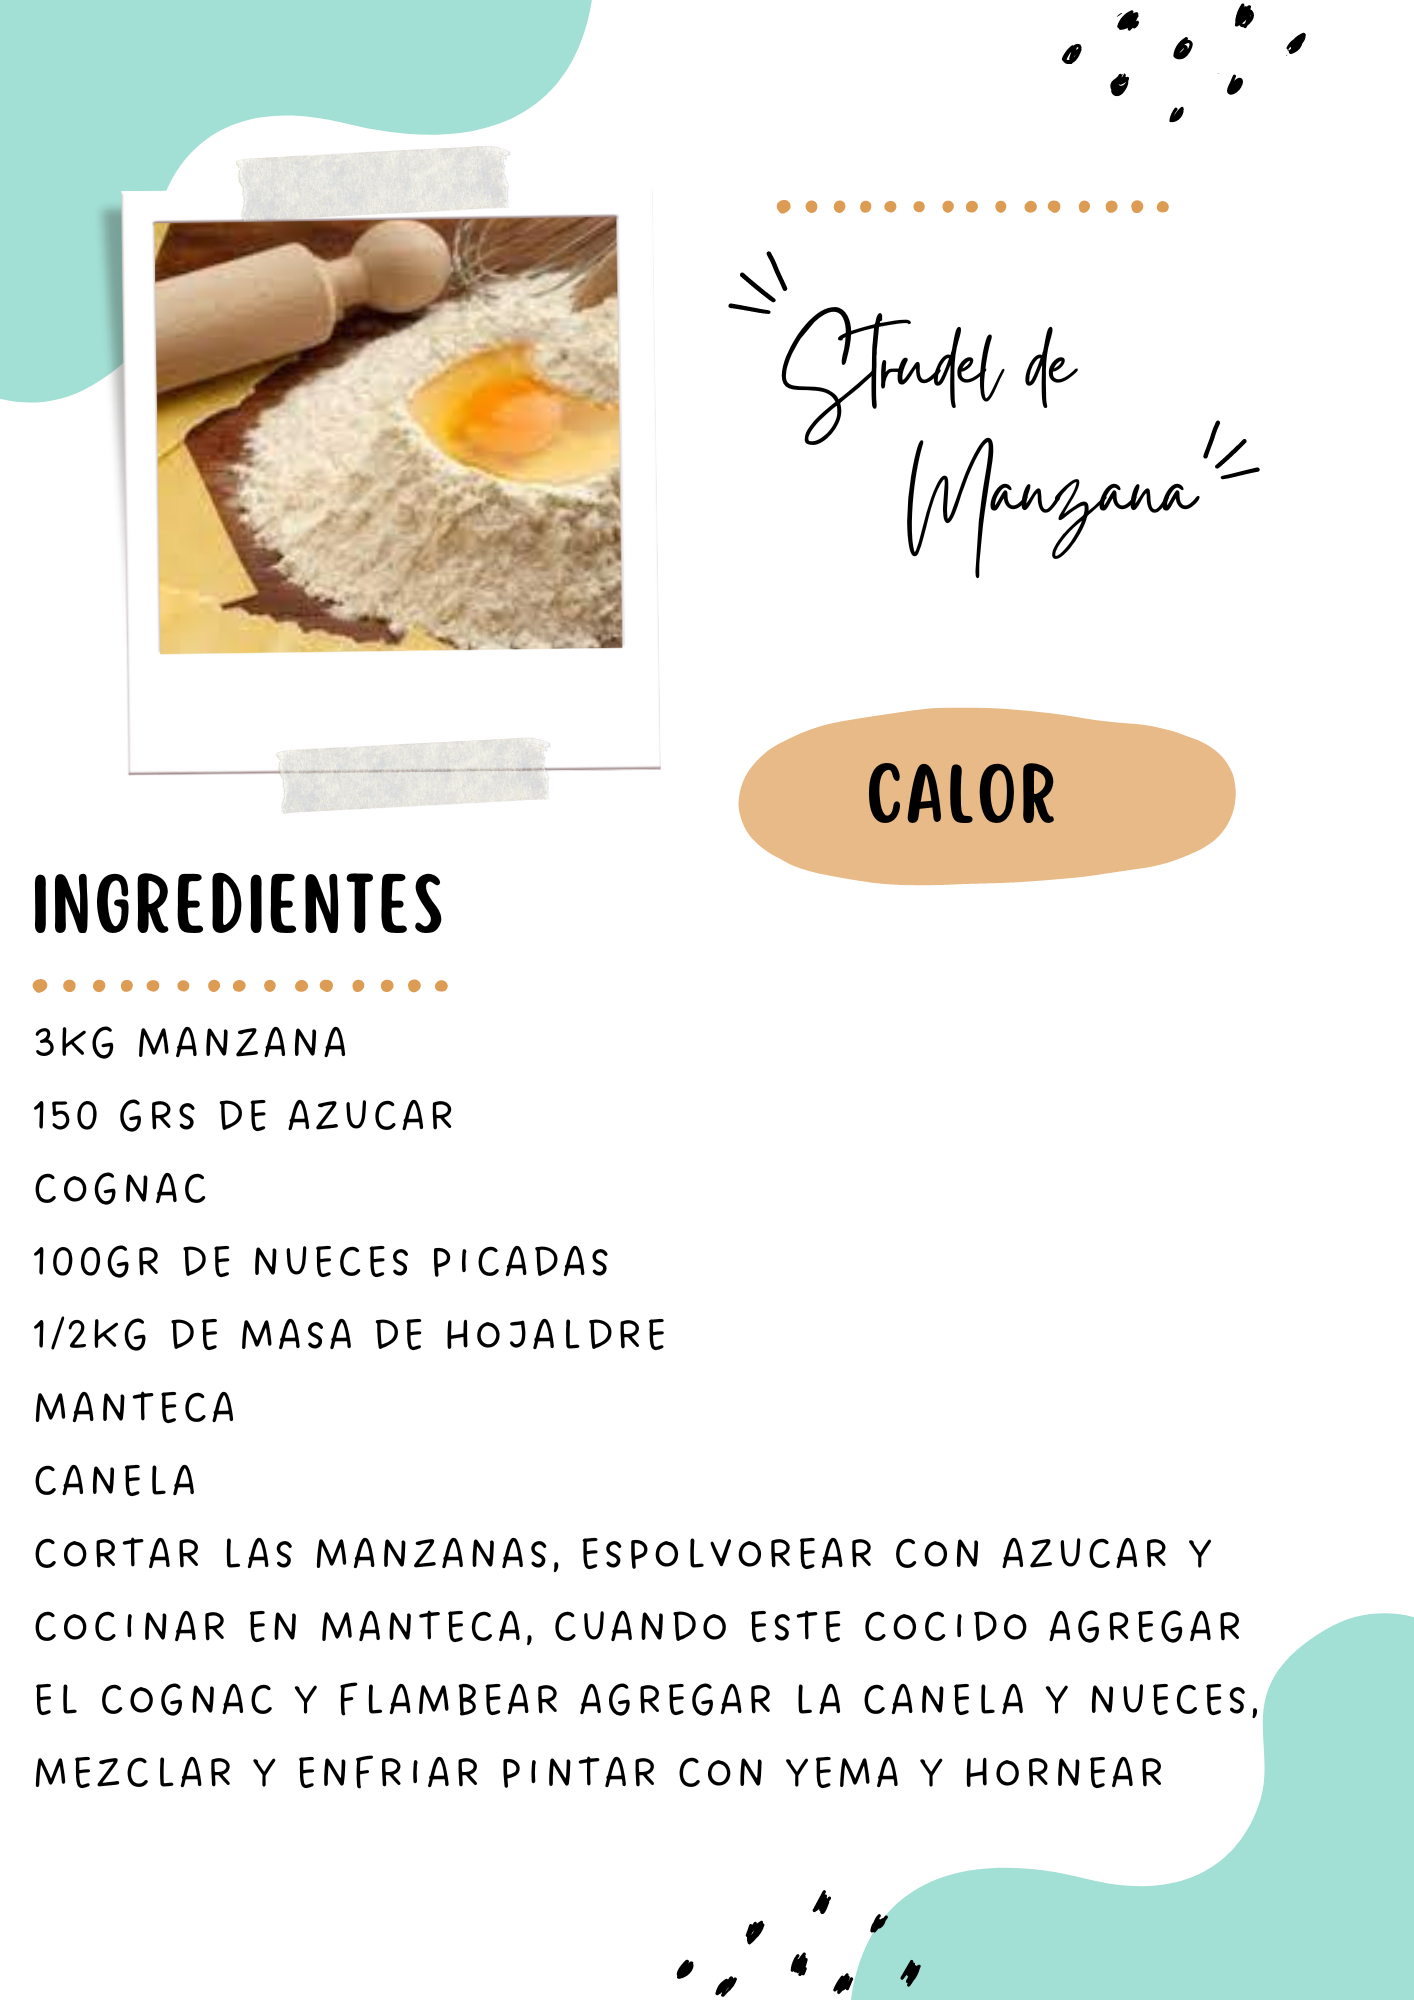 Strudel de
Manzana
CALOR
INGREDIENTES
3KG MANZANA
150 GRS DE AZUCAR
COGNAC
100GR DE NUECES PICADAS
1/2KG DE MASA DE HOJALDRE
MANTECA
CANELA
CORTAR LAS MANZANAS, ESPOLVOREAR CON AZUCAR Y
COCINAR EN MANTECA, CUANDO ESTE COCIDO AGREGAR
EL COGNAC Y FLAMBEAR AGREGAR LA CANELA Y NUECES,
MEZCLAR Y ENFRIAR PINTAR CON YEMA Y HORNEAR